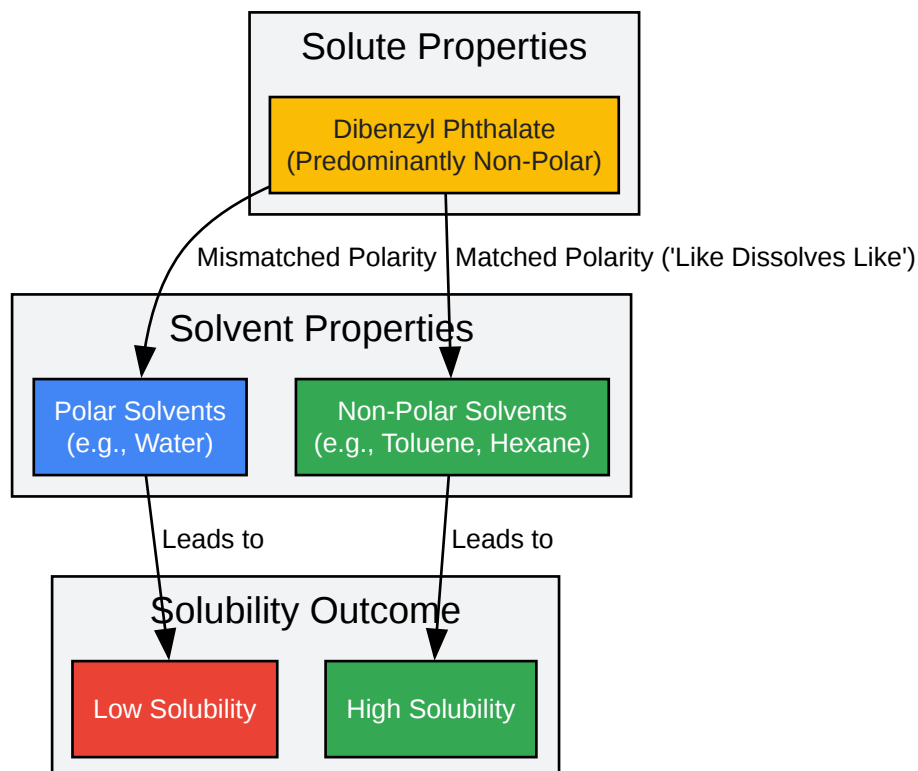 Solute Properties
Dibenzyl Phthalate
(Predominantly Non-Polar)
Mismatched Polarity
Matched Polarity ('Like Dissolves Like')
Solvent Properties
Polar Solvents
(e.g., Water)
Non-Polar Solvents
(e.g., Toluene, Hexane)
Leads to
Leads to
Solubility Outcome
Low Solubility
High Solubility